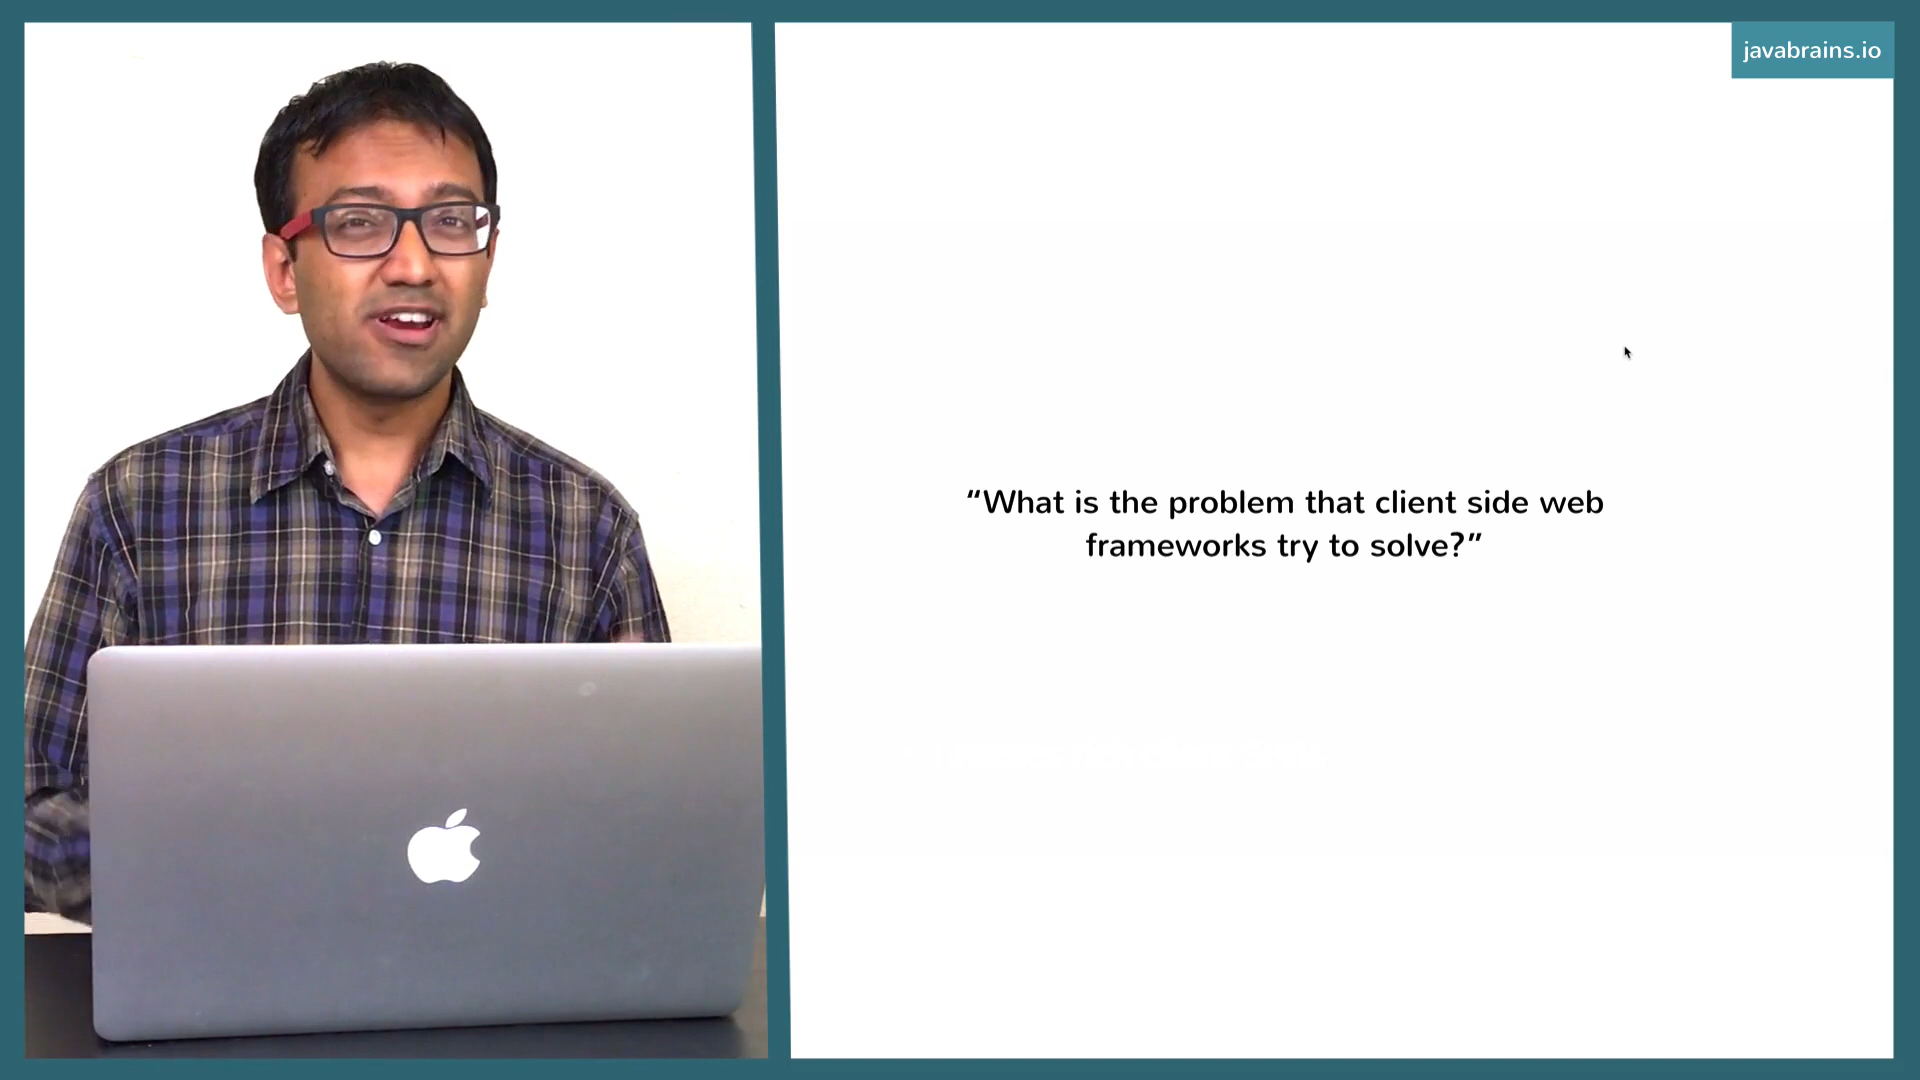 javabrains.io
“What is the problem that client side web
frameworks try to solve?”